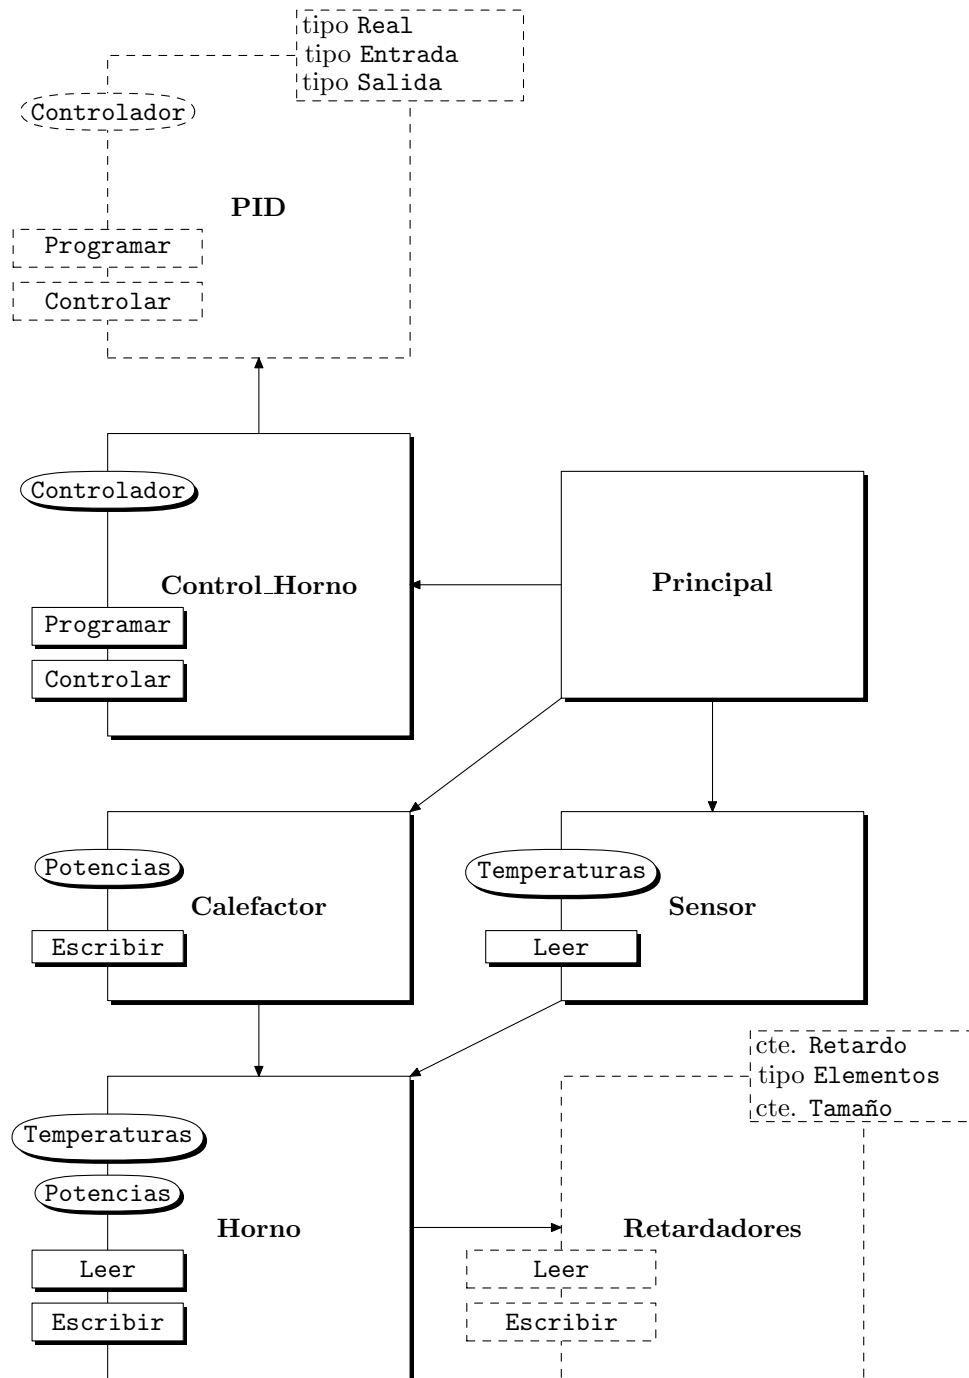 tipo Real
tipo Entrada
tipo Salida
Controlador
PID
Programar
Controlar
Controlador
Control_Horno
Programar
Controlar
Principal
Potencias
Calefactor
Escribir
Temperaturas
Sensor
Leer
cte. Retardo
tipo Elementos
cte. Tamaño
Temperaturas
Potencias
Horno
Leer
Escribir
Retardadores
Leer
Escribir